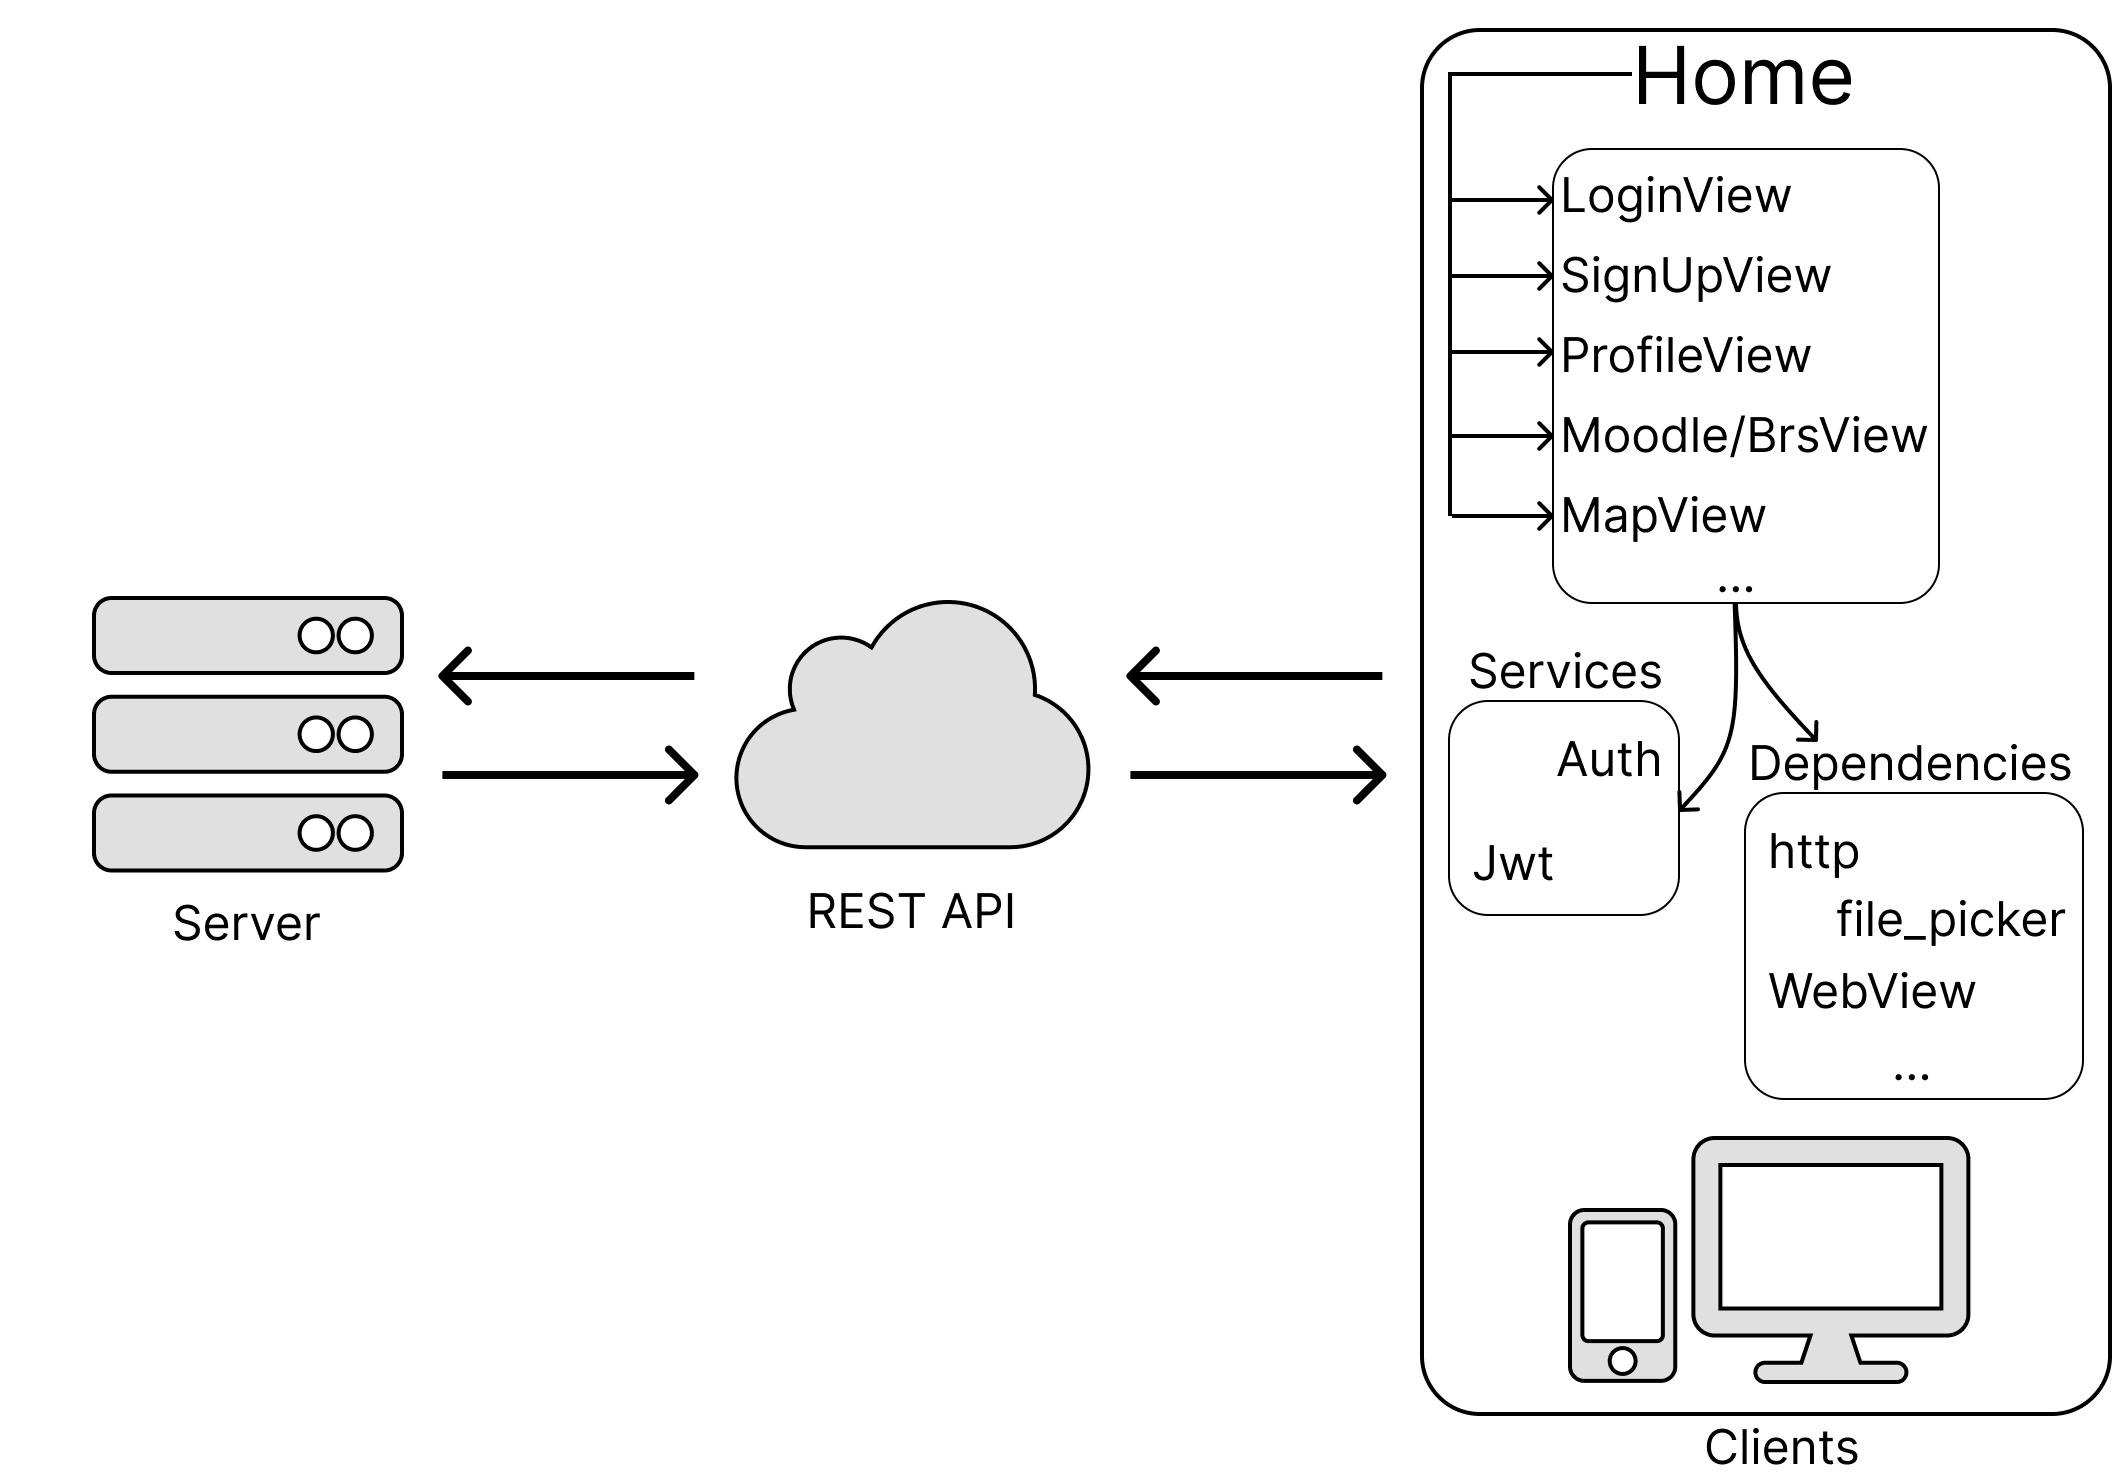 Home
LoginView
SignUpView
ProfileView
Moodle/BrsView
MapView
...
Services
Auth
Jwt
Dependencies
http
file_picker
WebView
...
Server
REST API
Clients